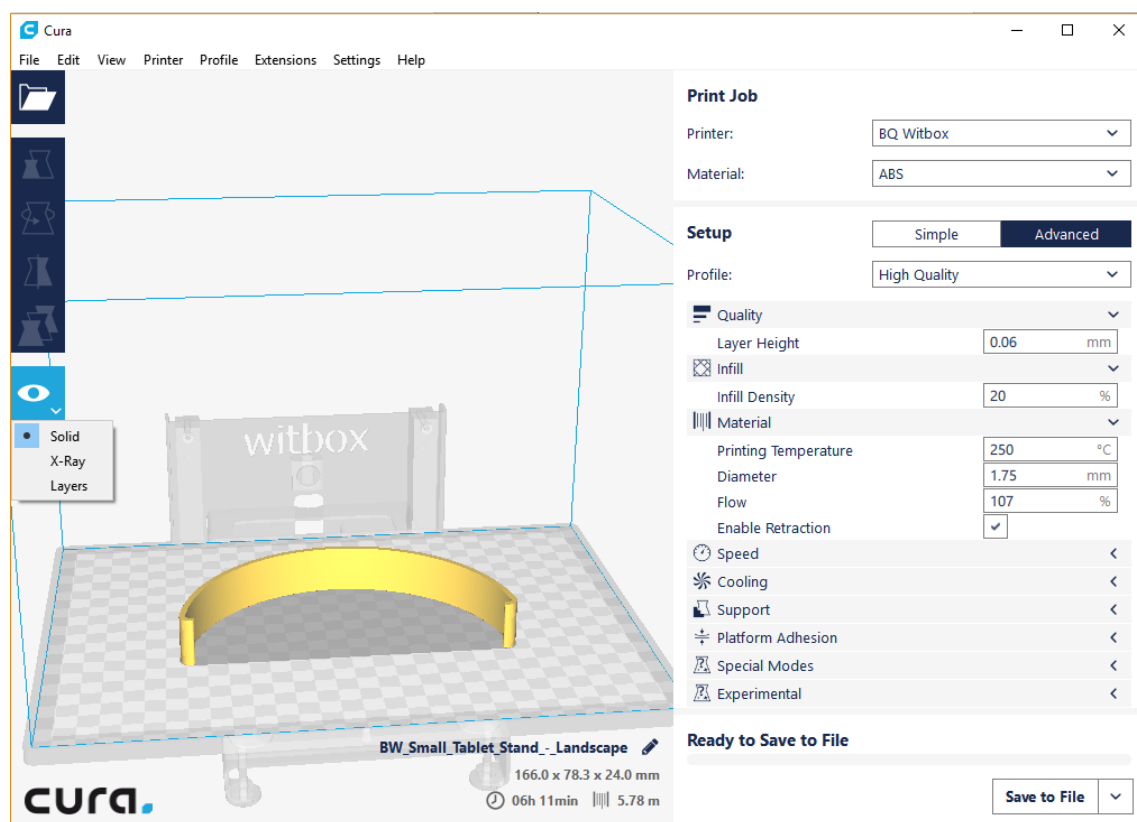 Cura
File Edit View Printer Profile Extensions Settings Help
Print Job
Printer: BQ Witbox
Material: ABS
Setup Simple Advanced
Profile: High Quality
Quality
Layer Height 0.06 mm
Infill
Infill Density 20 %
Material
Printing Temperature 250 °C
Diameter 1.75 mm
Flow 107 %
Enable Retraction
Speed
Cooling
Support
Platform Adhesion
Special Modes
Experimental
Ready to Save to File
Save to File
Solid
X-Ray
Layers
witbox
BW_Small_Tablet_Stand_-_Landscape
166.0 x 78.3 x 24.0 mm
06h 11min 5.78 m
cura.